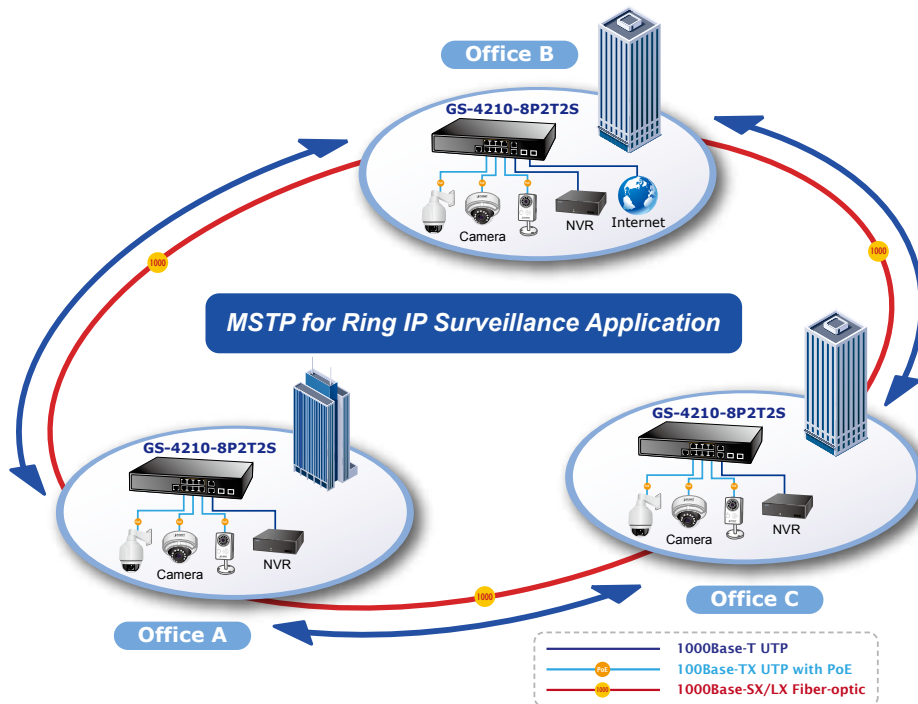 Office B
GS-4210-8P2T2S
Camera
NVR
Internet
1000
1000
MSTP for Ring IP Surveillance Application
GS-4210-8P2T2S
Camera
NVR
Office A
GS-4210-8P2T2S
Camera
NVR
Office C
1000
1000Base-T UTP
PoE
100Base-TX UTP with PoE
1000
1000Base-SX/LX Fiber-optic